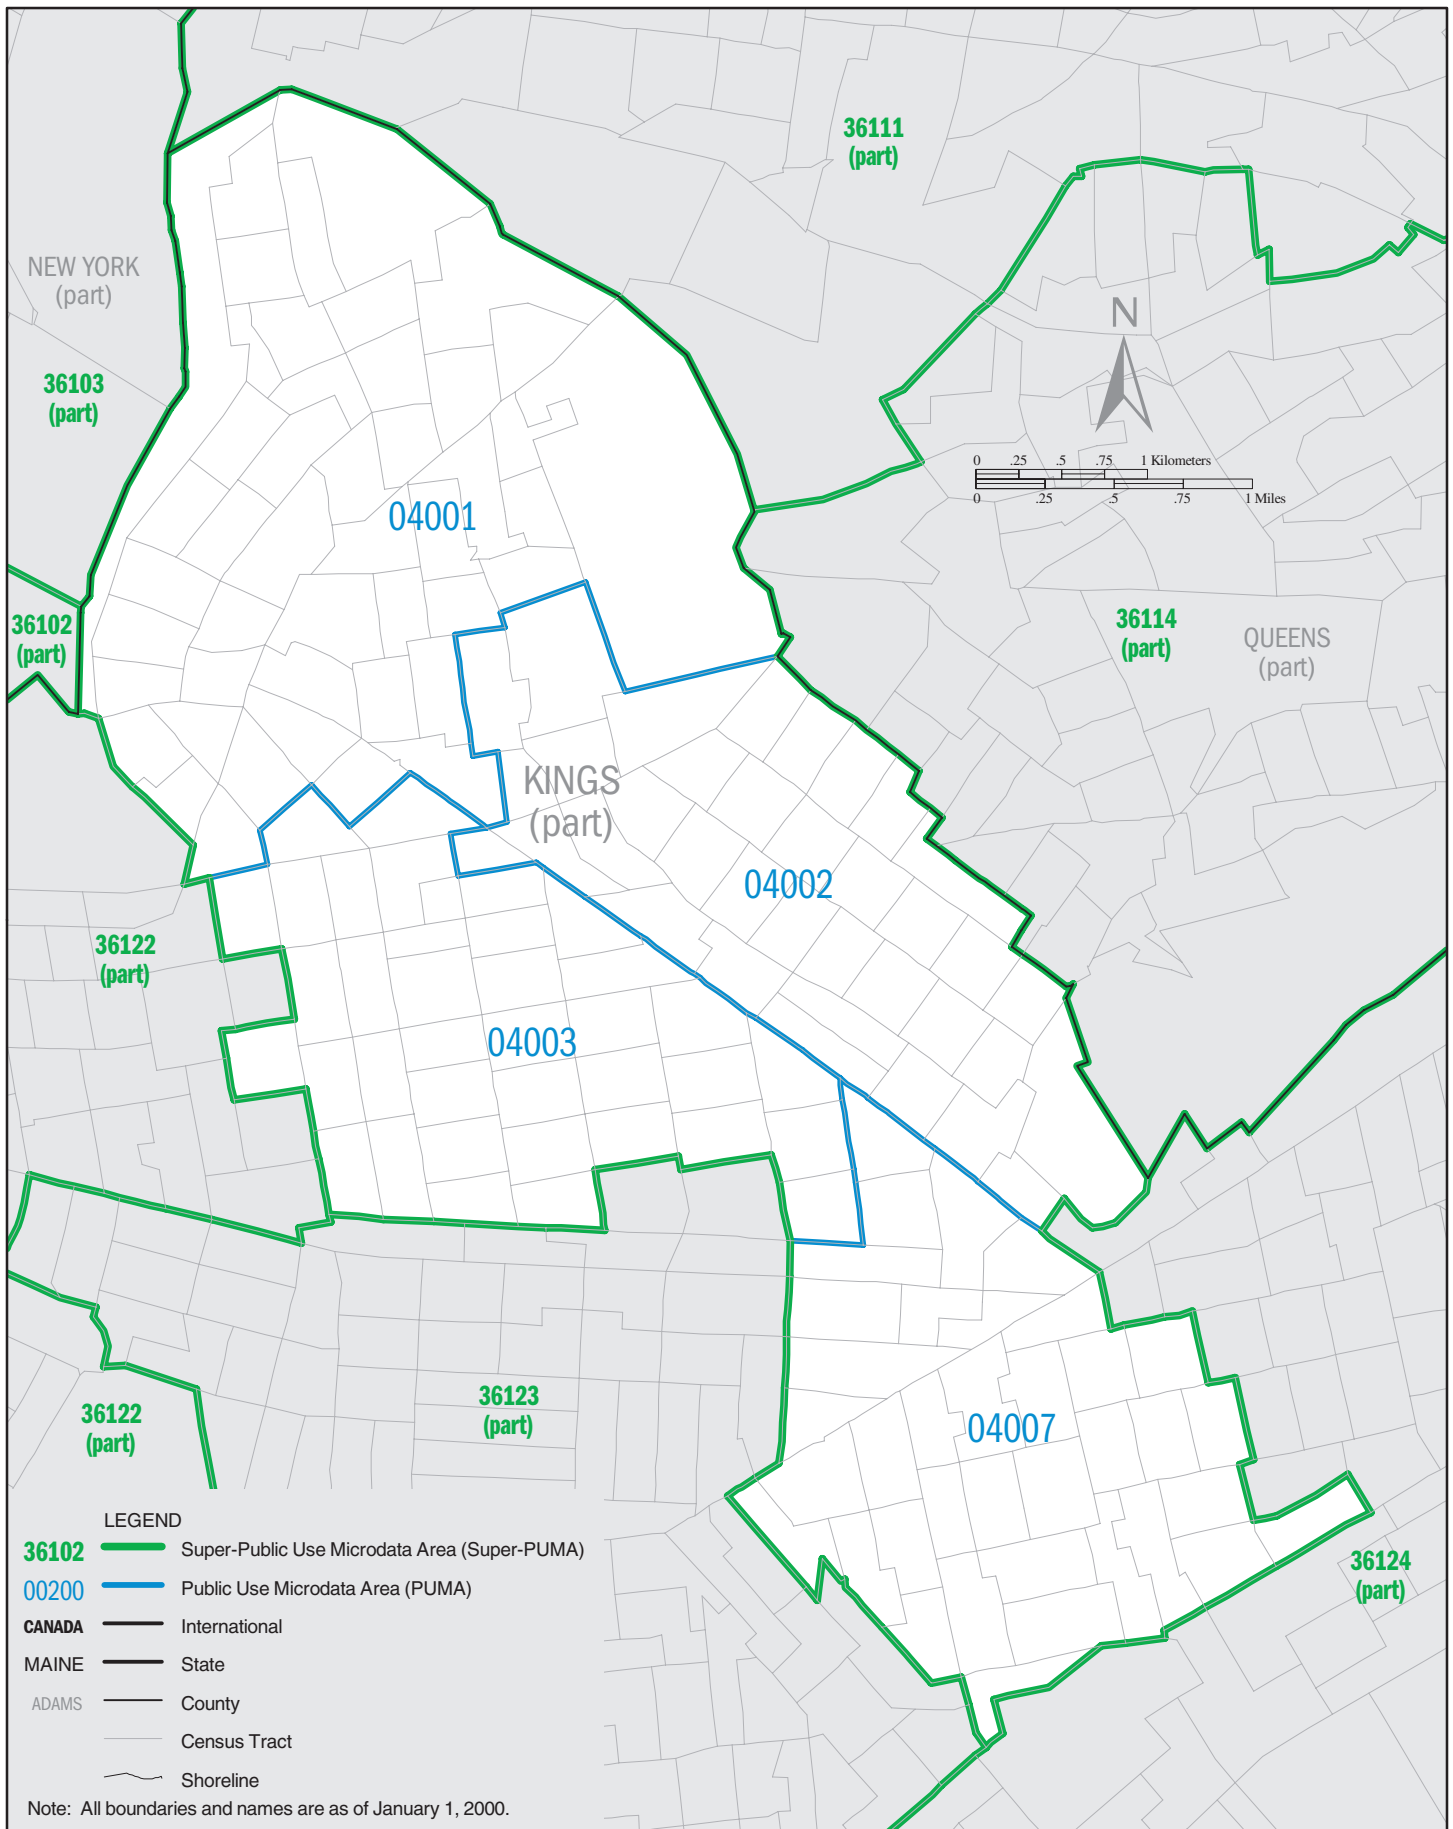 36111
(part)
NEW YORK
(part)
N
36103
(part)
0 .25 .5 .75 1 Kilometers
0 .25 .5 .75 1 Miles
04001
36102
(part)
36114
(part)
QUEENS
(part)
KINGS
(part)
04002
36122
(part)
04003
36123
(part)
36122
(part)
04007
36124
(part)
LEGEND
36102 Super-Public Use Microdata Area (Super-PUMA)
00200 Public Use Microdata Area (PUMA)
CANADA International
MAINE State
ADAMS County
Census Tract
Shoreline
Note: All boundaries and names are as of January 1, 2000.